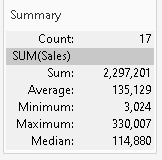 Summary
Count: 17
SUM(Sales)
Sum: 2,297,201
Average: 135,129
Minimum: 3,024
Maximum: 330,007
Median: 114,880